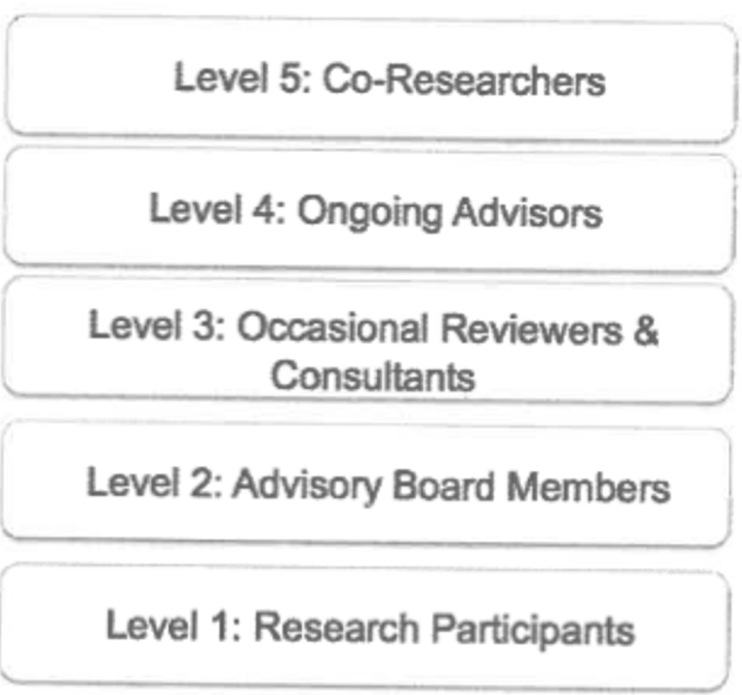 Level 5: Co-Researchers
Level 4: Ongoing Advisors
Level 3: Occasional Reviewers &
Consultants
Level 2: Advisory Board Members
Level 1: Research Participants